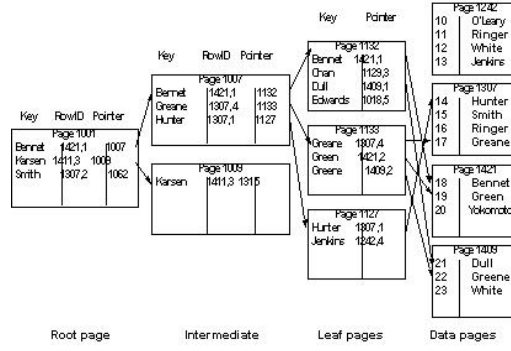 Key Pointer
Key RowID Pointer
Key RowID Pointer
Page 1001
Bennet 1421,1 1007
Karsen 1411,3 1009
Smith 1307,2 1062
Page 1007
Bennet 1421,1 1132
Greane 1307,4 1133
Hunter 1307,1 1127
Page 1009
Karsen 1411,3 1315
Page 1132
Bennet 1421,1
Chan 1129,3
Dull 1409,1
Edwards 1018,5
Page 1133
Greane 1307,4
Green 1421,2
Greene 1409,2
Page 1127
Hunter 1307,1
Jenkins 1242,4
Page 1242
10 O'Leary
11 Ringer
12 White
13 Jenkins
Page 1307
14 Hunter
15 Smith
16 Ringer
17 Greane
Page 1421
18 Bennet
19 Green
20 Yokomoto
Page 1409
21 Dull
22 Greene
23 White
Root page Intermediate Leaf pages Data pages